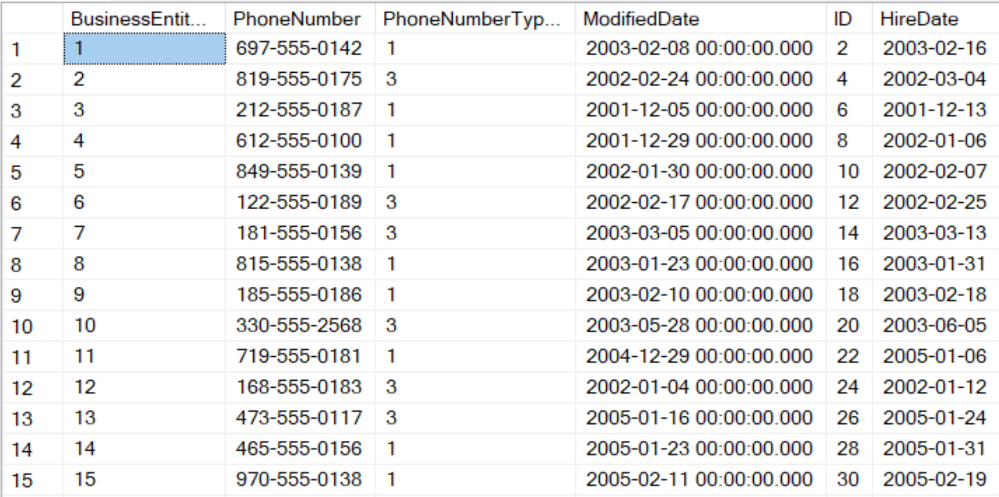 BusinessEntit... PhoneNumber PhoneNumberTyp... ModifiedDate ID HireDate
1 1 697-555-0142 1 2003-02-08 00:00:00.000 2 2003-02-16
2 2 819-555-0175 3 2002-02-24 00:00:00.000 4 2002-03-04
3 3 212-555-0187 1 2001-12-05 00:00:00.000 6 2001-12-13
4 4 612-555-0100 1 2001-12-29 00:00:00.000 8 2002-01-06
5 5 849-555-0139 1 2002-01-30 00:00:00.000 10 2002-02-07
6 6 122-555-0189 3 2002-02-17 00:00:00.000 12 2002-02-25
7 7 181-555-0156 3 2003-03-05 00:00:00.000 14 2003-03-13
8 8 815-555-0138 1 2003-01-23 00:00:00.000 16 2003-01-31
9 9 185-555-0186 1 2003-02-10 00:00:00.000 18 2003-02-18
10 10 330-555-2568 3 2003-05-28 00:00:00.000 20 2003-06-05
11 11 719-555-0181 1 2004-12-29 00:00:00.000 22 2005-01-06
12 12 168-555-0183 3 2002-01-04 00:00:00.000 24 2002-01-12
13 13 473-555-0117 3 2005-01-16 00:00:00.000 26 2005-01-24
14 14 465-555-0156 1 2005-01-23 00:00:00.000 28 2005-01-31
15 15 970-555-0138 1 2005-02-11 00:00:00.000 30 2005-02-19